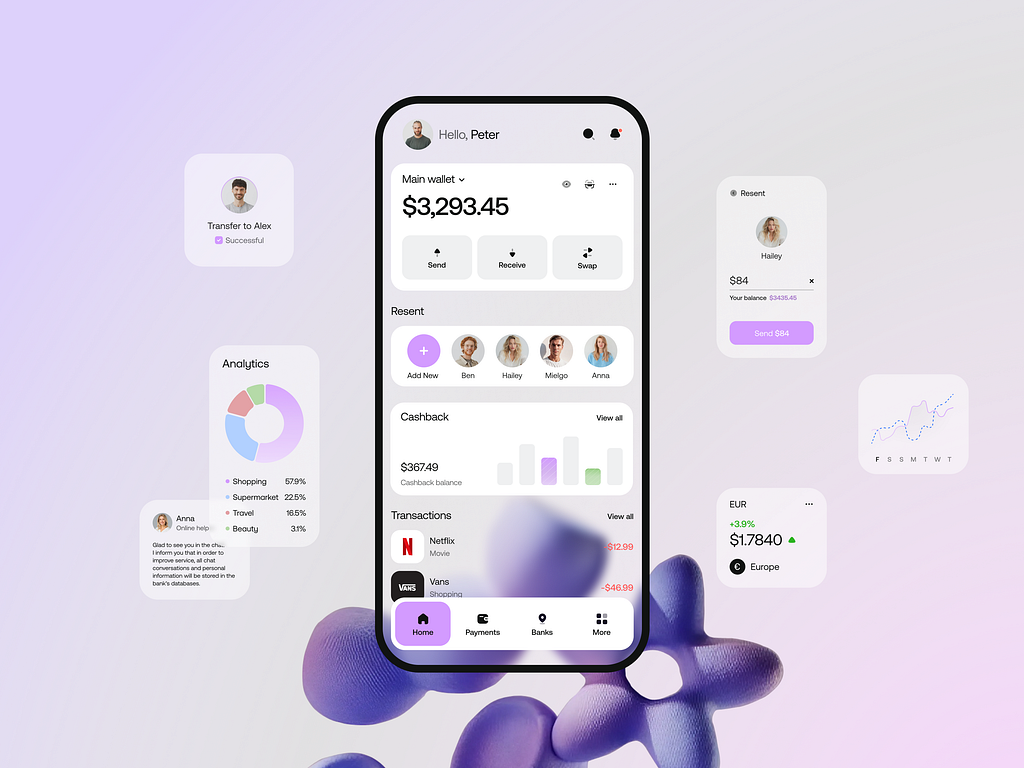 Hello, Peter
Main wallet
$3,293.45
Send
Receive
Swap
Resent
Add New
Ben
Hailey
Mielgo
Anna
Cashback
View all
$367.49
Cashback balance
Transactions
View all
N
Netflix
Movie
$12.99
VANS
Vans
Shopping
-$46.99
Home
Payments
Banks
More
Transfer to Alex
Successful
Analytics
Shopping 57.9%
Supermarket 22.5%
Travel 16.5%
Beauty 3.1%
Anna
Online help
Glad to see you in the chat.
I inform you that in order to
improve service, all chat
conversations and personal
information will be stored in the
bank's databases.
Resent
Hailey
$84
Your balance $3435.45
Send $84
F S S M T W T
EUR
+3.9%
$1.7840
€ Europe